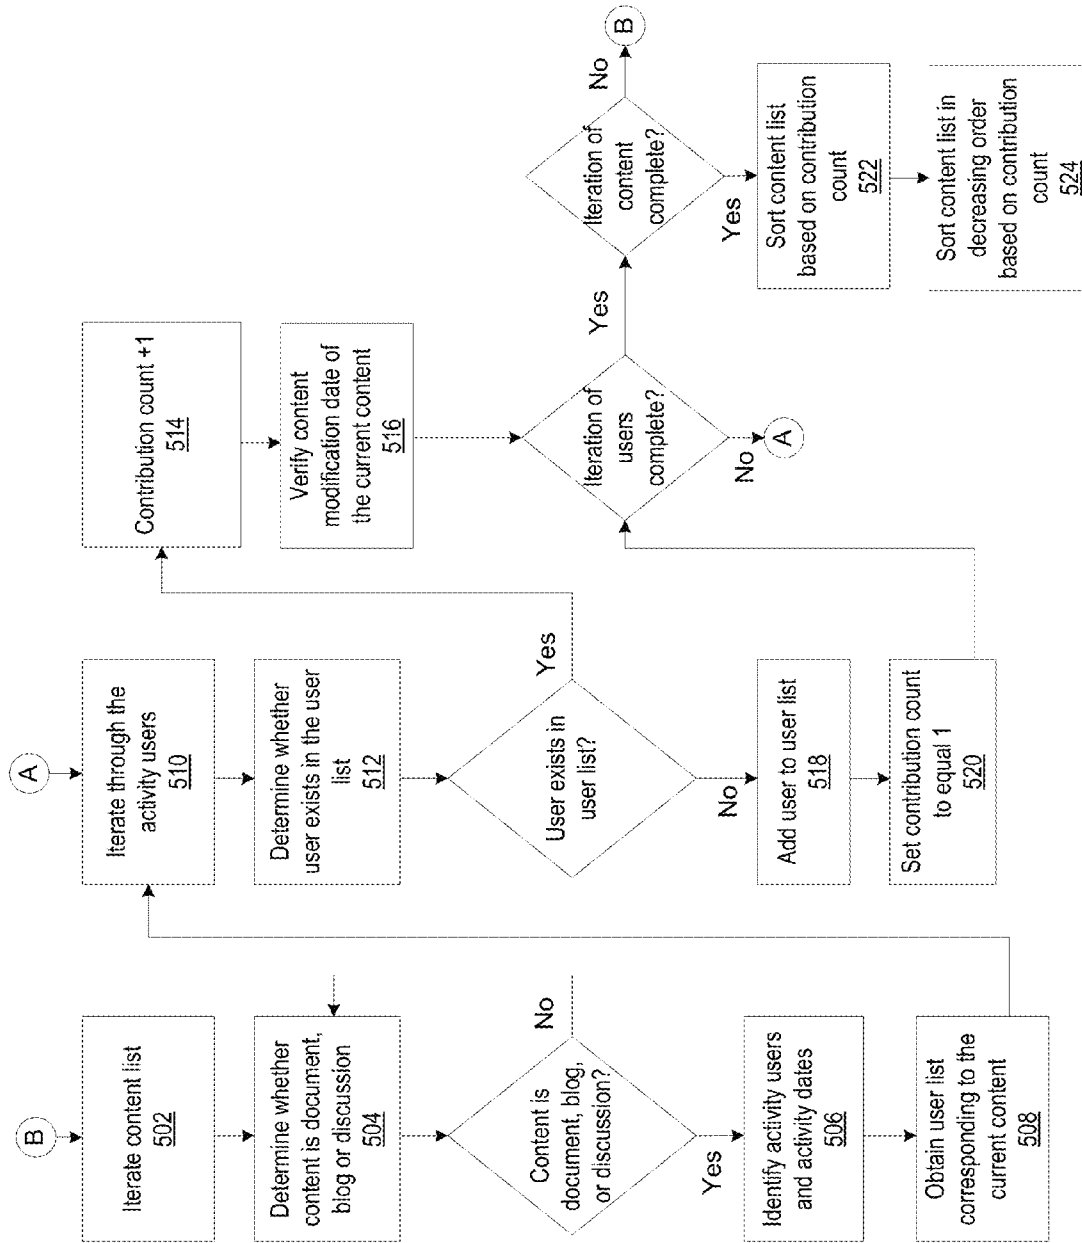 B
Iterate content list
502
Determine whether
content is document,
blog or discussion
504
Content is
document, blog,
or discussion?
No
Yes
Identify activity users
and activity dates
506
Obtain user list
corresponding to the
current content
508
A
Iterate through the
activity users
510
Determine whether
user exists in the user
list
512
User exists in
user list?
Yes
No
Add user to user list
518
Set contribution count
to equal 1
520
Contribution count +1
514
Verify content
modification date of
the current content
516
Iteration of
users
complete?
Yes
No
A
Iteration of
content
complete?
No
B
Yes
Sort content list
based on contribution
count
522
Sort content list in
decreasing order
based on contribution
count
524